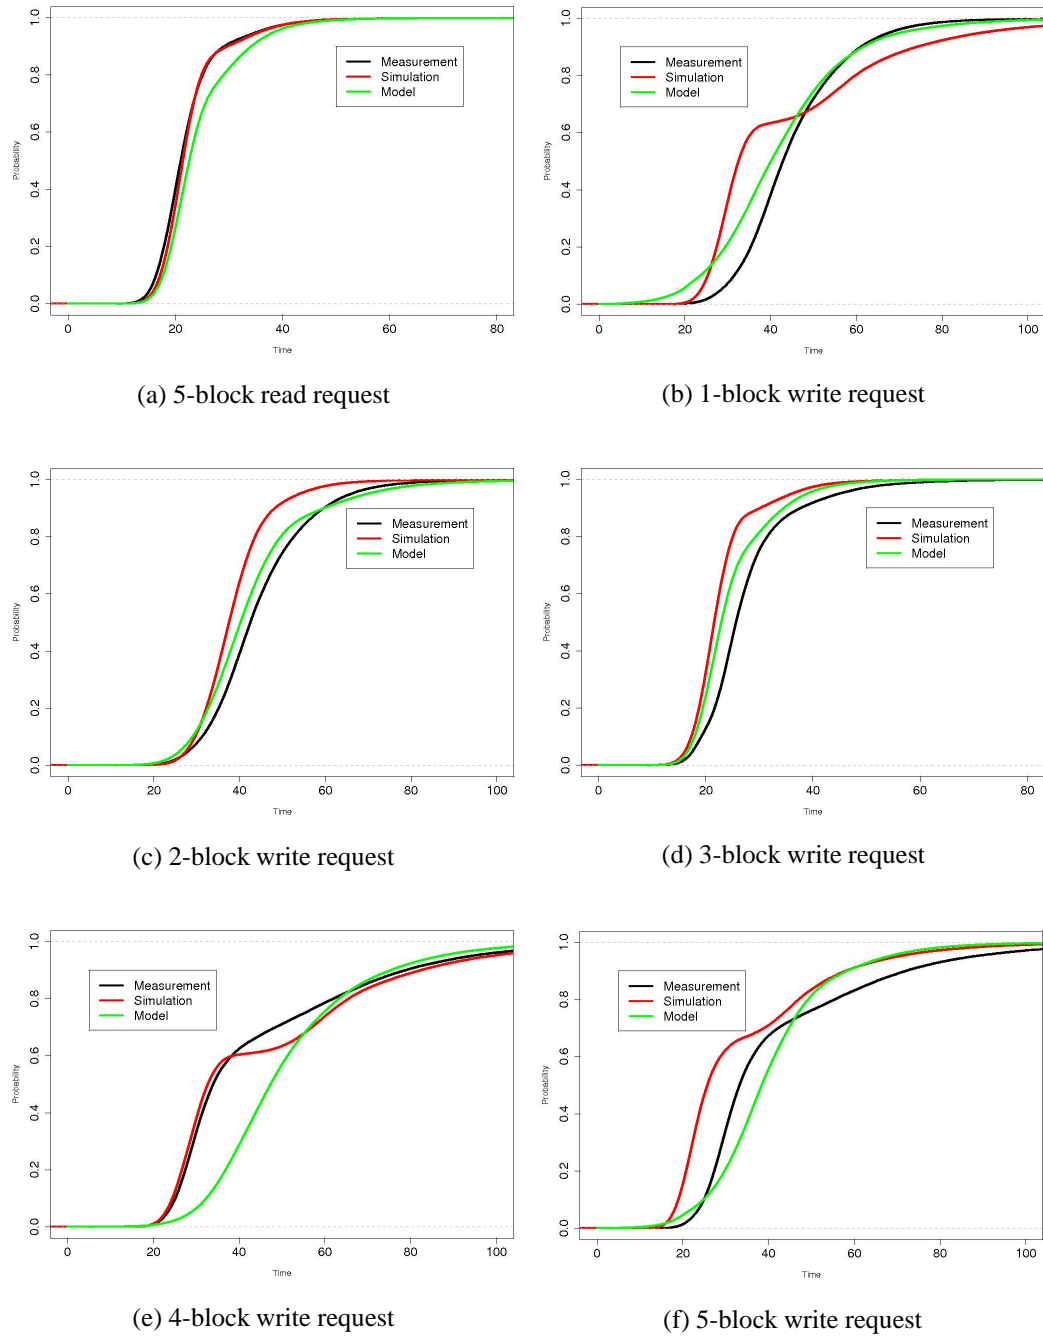 1.0
0.8
0.6
0.4
0.2
0.0
Probability
Measurement
Simulation
Model
0 20 40 60 80
Time
(a) 5-block read request
1.0
0.8
0.6
0.4
0.2
0.0
Probability
Measurement
Simulation
Model
0 20 40 60 80 100
Time
(b) 1-block write request
1.0
0.8
0.6
0.4
0.2
0.0
Probability
Measurement
Simulation
Model
0 20 40 60 80 100
Time
(c) 2-block write request
1.0
0.8
0.6
0.4
0.2
0.0
Probability
Measurement
Simulation
Model
0 20 40 60 80
Time
(d) 3-block write request
1.0
0.8
0.6
0.4
0.2
0.0
Probability
Measurement
Simulation
Model
0 20 40 60 80 100
Time
(e) 4-block write request
1.0
0.8
0.6
0.4
0.2
0.0
Probability
Measurement
Simulation
Model
0 20 40 60 80 100
Time
(f) 5-block write request